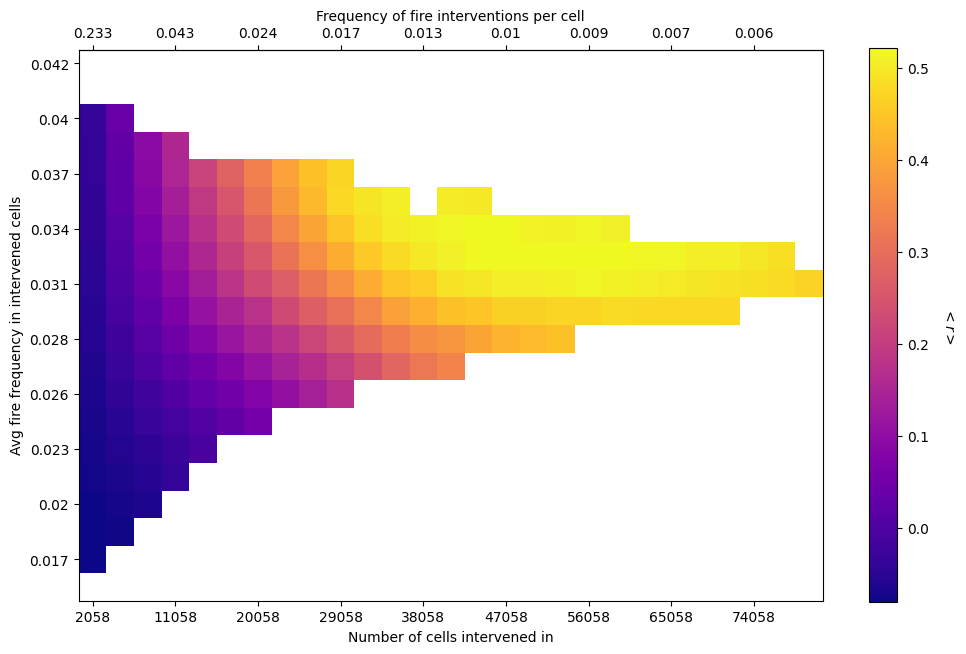 Frequency of fire interventions per cell
0.233 0.043 0.024 0.017 0.013 0.01 0.009 0.007 0.006
Avg fire frequency in intervened cells
0.042
0.04
0.037
0.034
0.031
0.028
0.026
0.023
0.02
0.017
2058 11058 20058 29058 38058 47058 56058 65058 74058
Number of cells intervened in
0.5
0.4
0.3
0.2
0.1
0.0
< r >